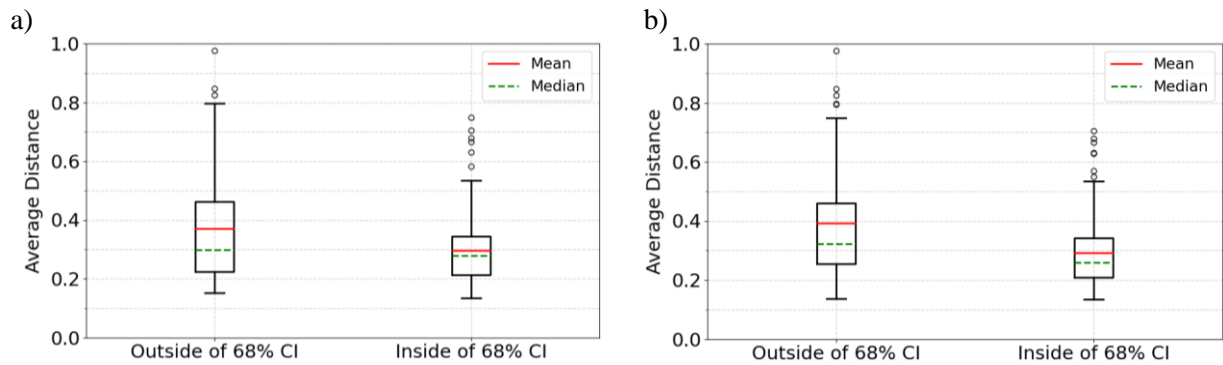 a)
1.0
0.8
0.6
0.4
0.2
0.0
Average Distance
Mean
Median
Outside of 68% CI
Inside of 68% CI
b)
1.0
0.8
0.6
0.4
0.2
0.0
Average Distance
Mean
Median
Outside of 68% CI
Inside of 68% CI